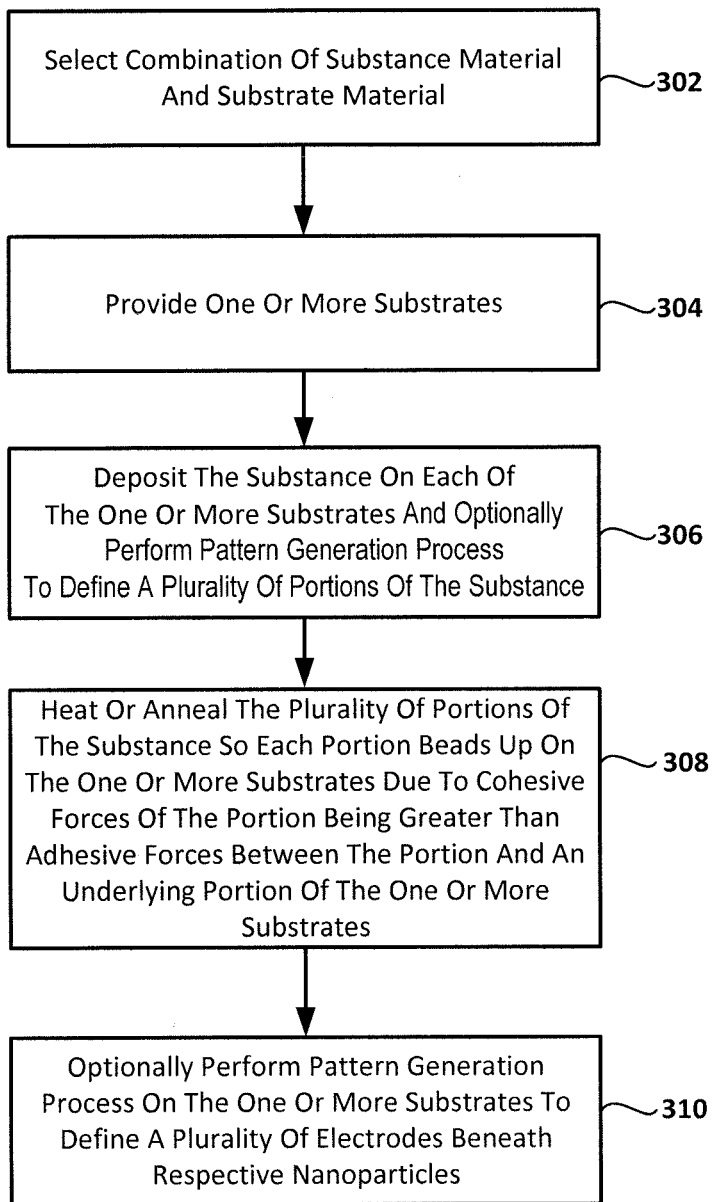 Select Combination Of Substance Material
And Substrate Material
302
Provide One Or More Substrates
304
Deposit The Substance On Each Of
The One Or More Substrates And Optionally
Perform Pattern Generation Process
To Define A Plurality Of Portions Of The Substance
306
Heat Or Anneal The Plurality Of Portions Of
The Substance So Each Portion Beads Up On
The One Or More Substrates Due To Cohesive
Forces Of The Portion Being Greater Than
Adhesive Forces Between The Portion And An
Underlying Portion Of The One Or More
Substrates
308
Optionally Perform Pattern Generation
Process On The One Or More Substrates To
Define A Plurality Of Electrodes Beneath
Respective Nanoparticles
310